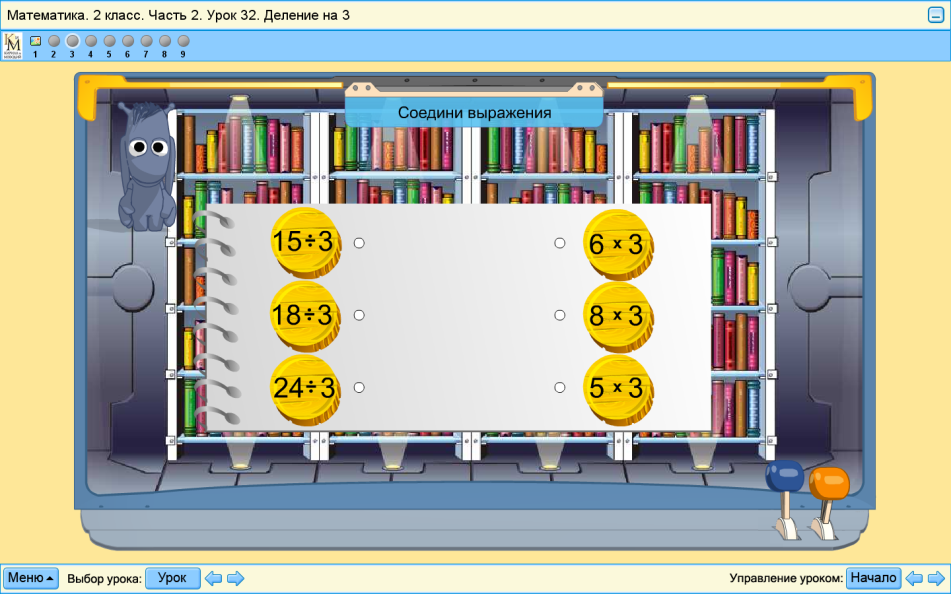 Математика. 2 класс. Часть 2. Урок 32. Деление на 3
К и М
1 2 3 4 5 6 7 8 9
Соедини выражения
15÷3
6 × 3
18÷3
8 × 3
24÷3
5 × 3
Меню Выбор урока: Урок Управление уроком: Начало